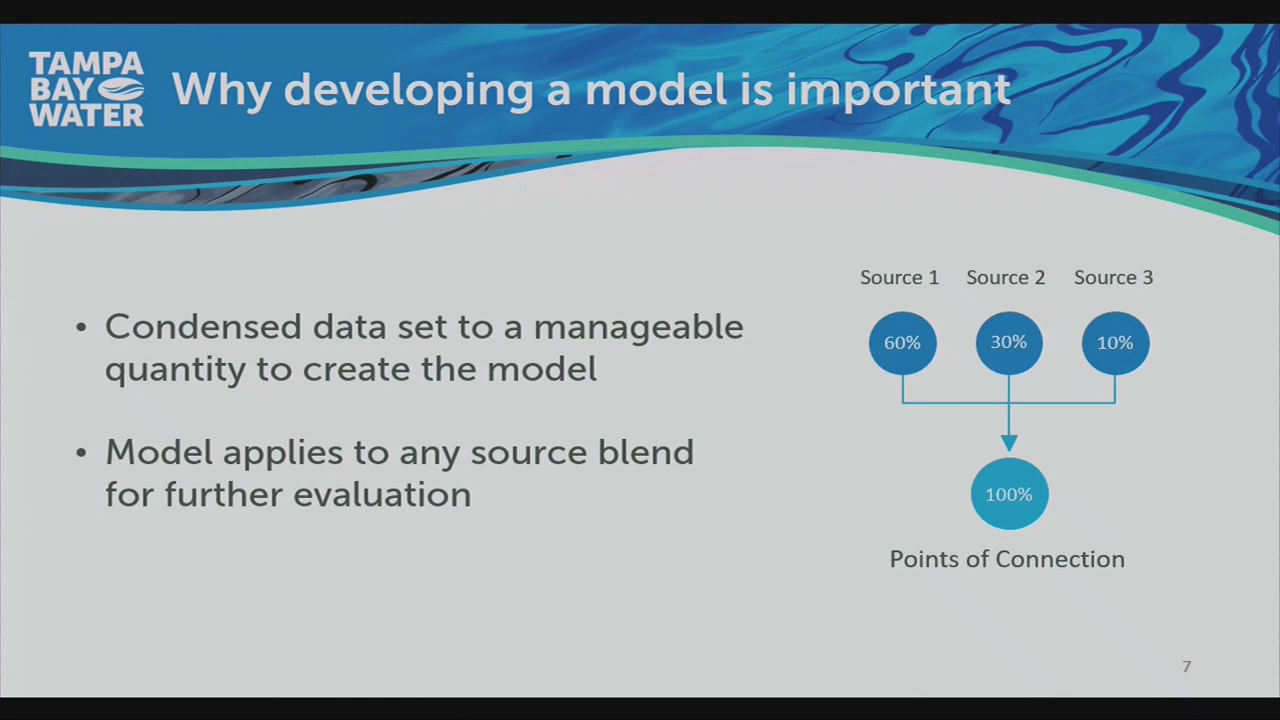 TAMPA
BAY
WATER
Why developing a model is important
• Condensed data set to a manageable
quantity to create the model
• Model applies to any source blend
for further evaluation
Source 1 Source 2 Source 3
60% 30% 10%
100%
Points of Connection
7